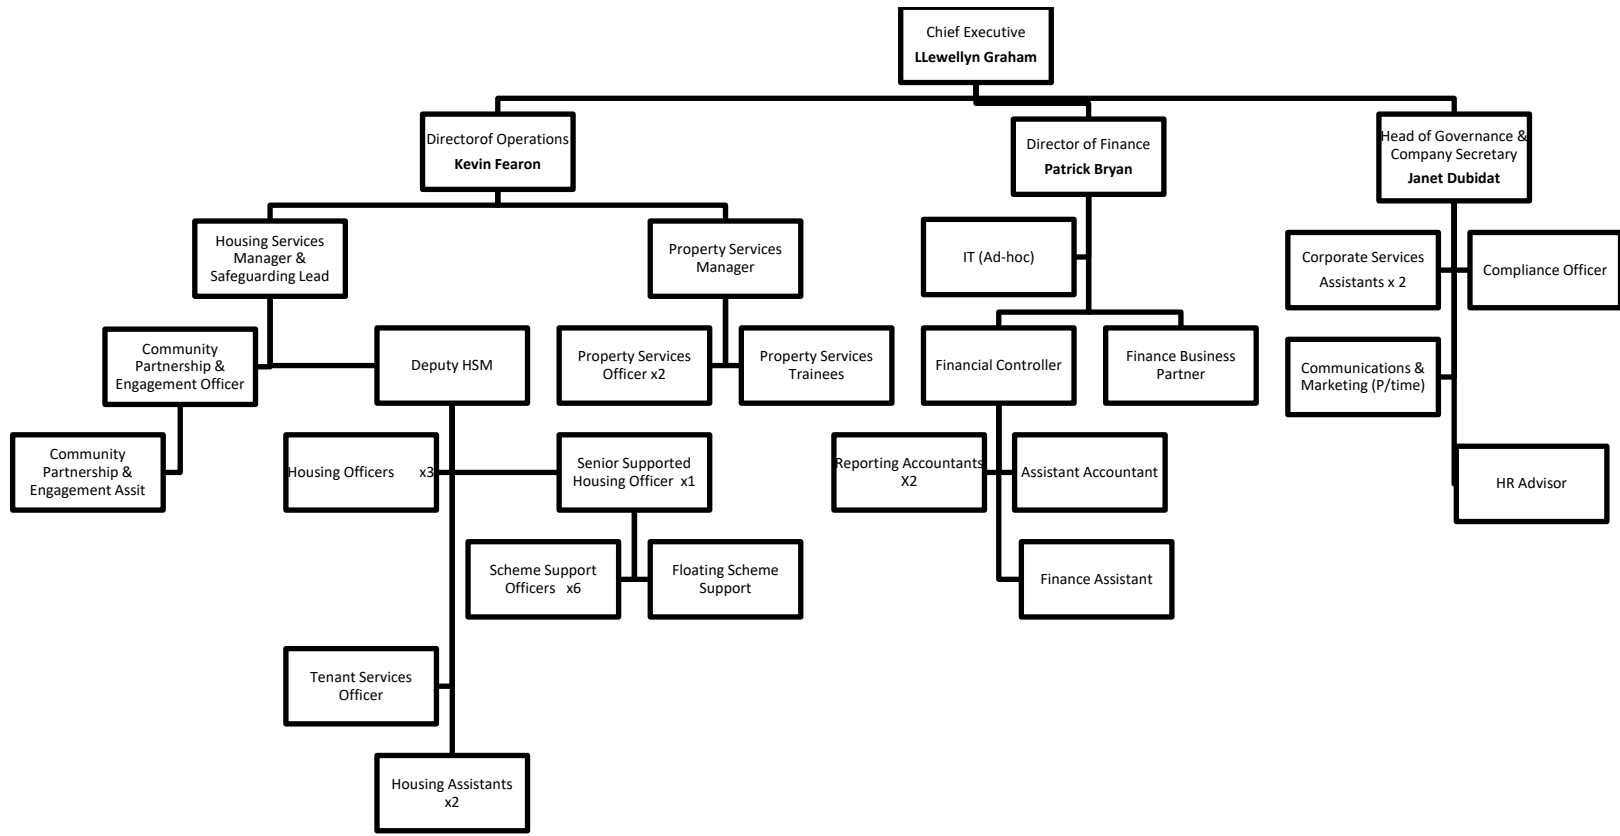 Chief Executive
LLewellyn Graham
Directorof Operations
Kevin Fearon
Director of Finance
Patrick Bryan
Head of Governance &
Company Secretary
Janet Dubidat
Housing Services
Manager &
Safeguarding Lead
Property Services
Manager
IT (Ad-hoc)
Corporate Services
Assistants x 2
Compliance Officer
Community
Partnership &
Engagement Officer
Deputy HSM
Property Services
Officer x2
Property Services
Trainees
Financial Controller
Finance Business
Partner
Communications &
Marketing (P/time)
Community
Partnership &
Engagement Assit
Housing Officers x3
Senior Supported
Housing Officer x1
Reporting Accountants
X2
Assistant Accountant
HR Advisor
Scheme Support
Officers x6
Floating Scheme
Support
Finance Assistant
Tenant Services
Officer
Housing Assistants
x2